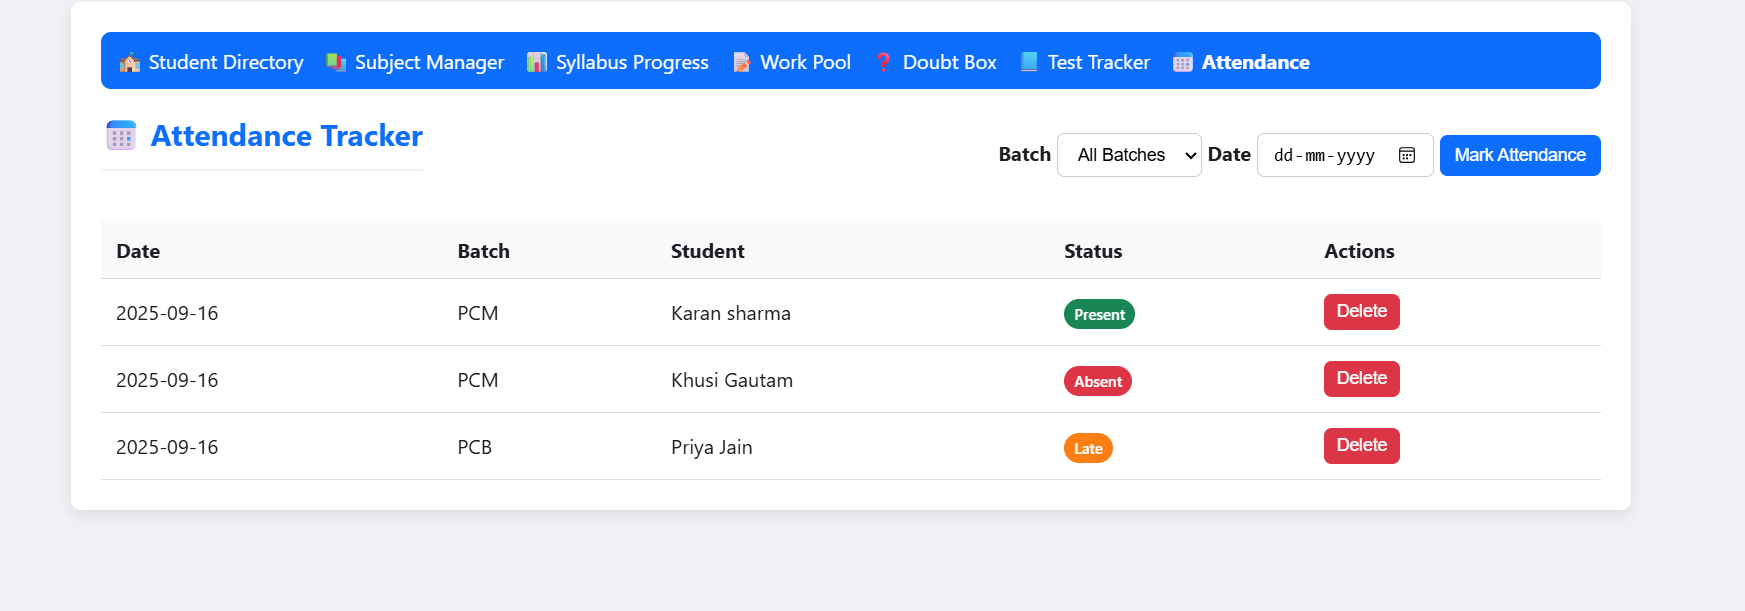 Student Directory Subject Manager Syllabus Progress Work Pool Doubt Box Test Tracker Attendance
Attendance Tracker
Batch All Batches Date dd-mm-yyyy Mark Attendance
Date Batch Student Status Actions
2025-09-16 PCM Karan sharma Present Delete
2025-09-16 PCM Khusi Gautam Absent Delete
2025-09-16 PCB Priya Jain Late Delete